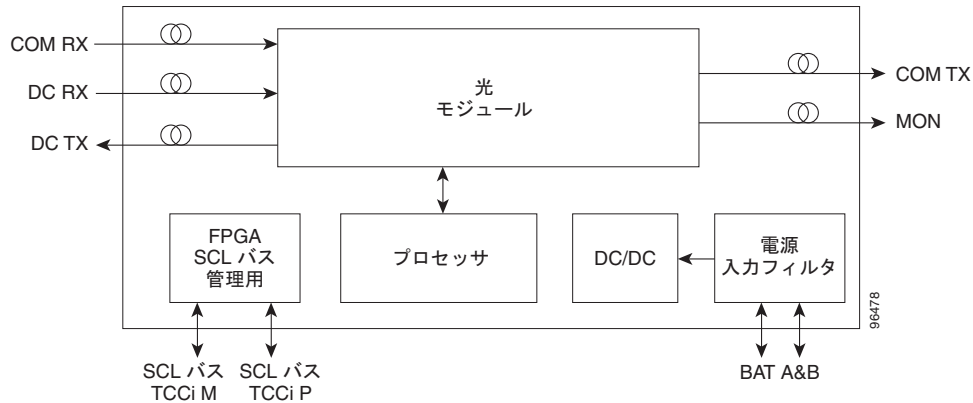 COM RX
DC RX
DC TX
光
モジュール
COM TX
MON
FPGA
SCL バス
管理用
プロセッサ
DC/DC
電源
入力フィルタ
96478
SCL バス
TCCi M
SCL バス
TCCi P
BAT A&B